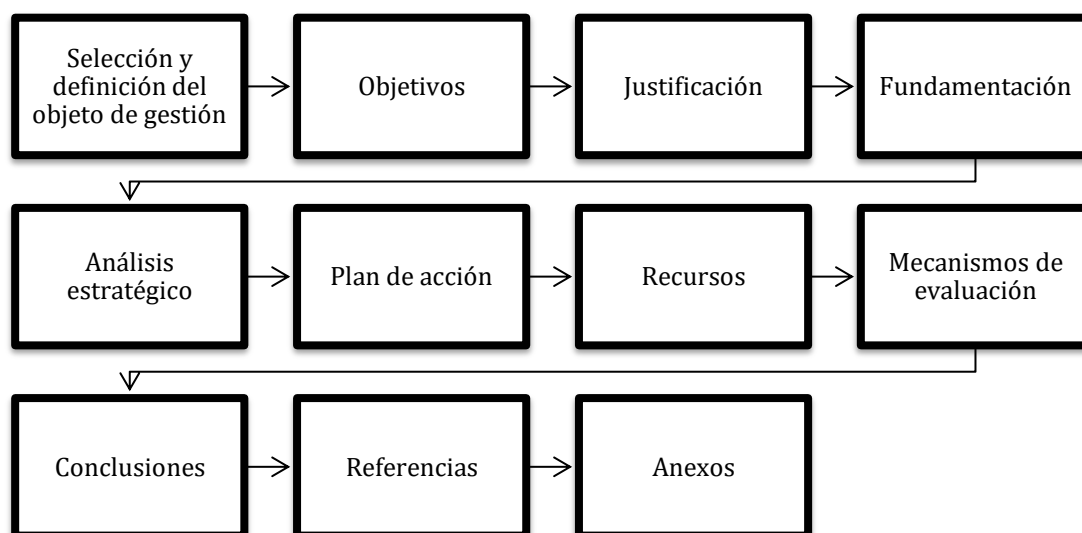 Selección y
definición del
objeto de gestión
Objetivos
Justificación
Fundamentación
Análisis
estratégico
Plan de acción
Recursos
Mecanismos de
evaluación
Conclusiones
Referencias
Anexos